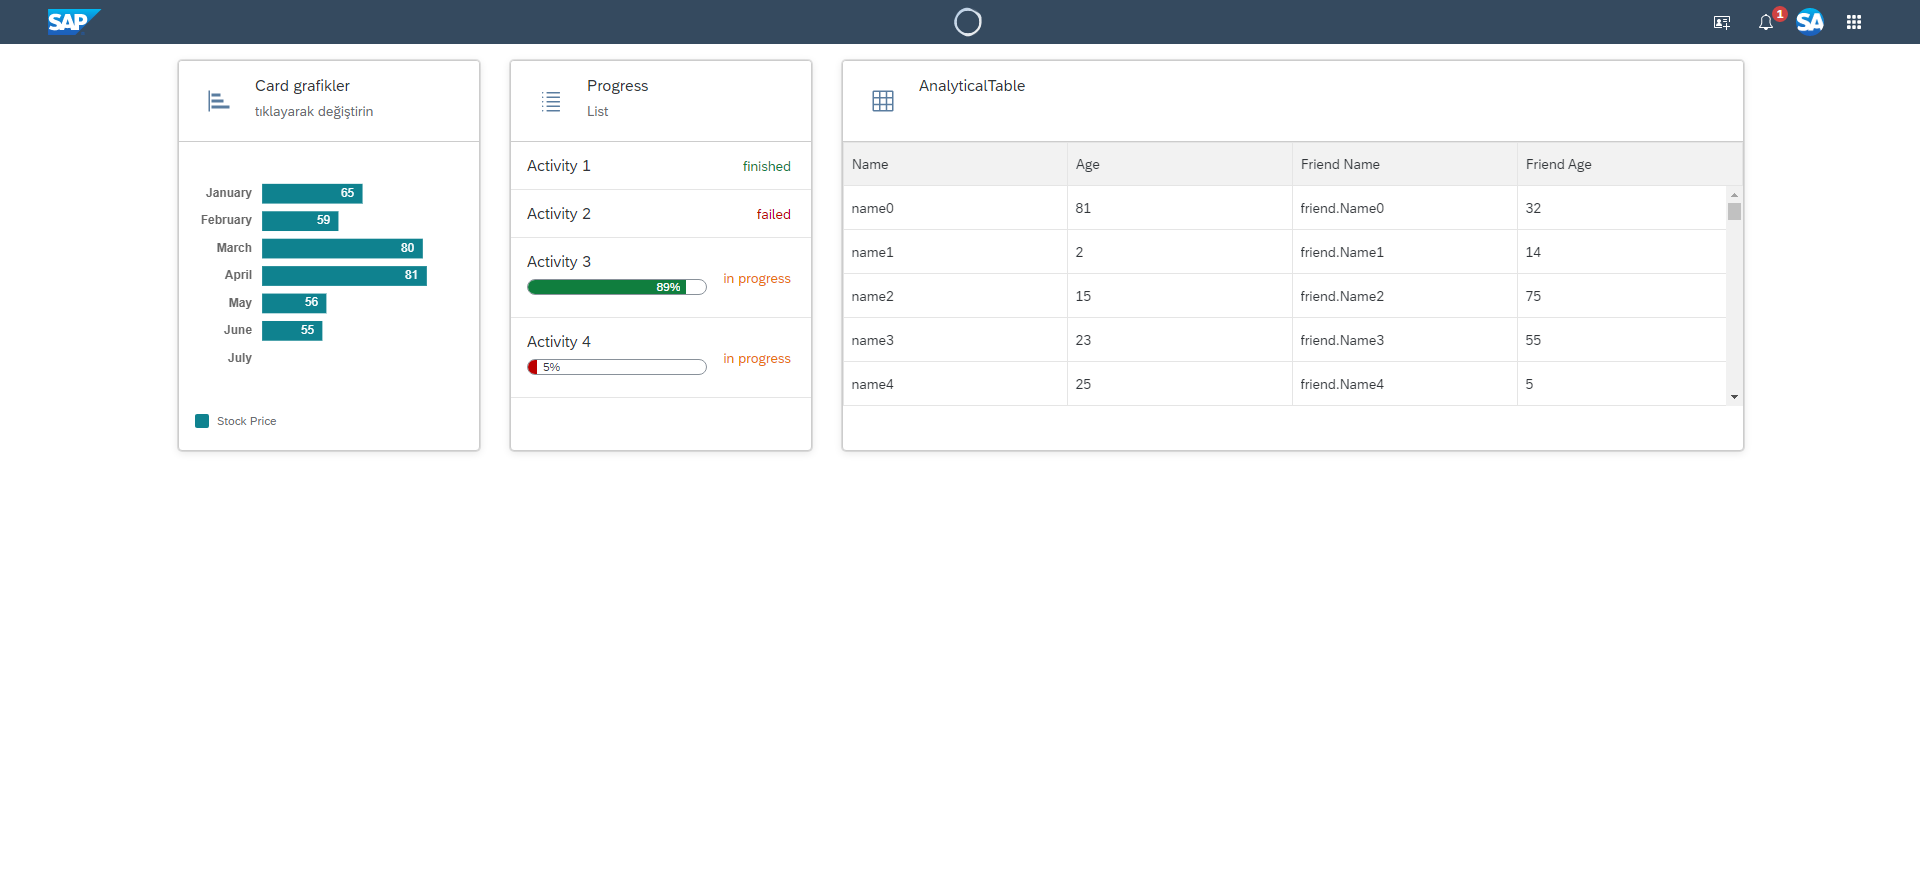 SAP
1
SA
Card grafikler
tıklayarak değiştirin
January 65
February 59
March 80
April 81
May 56
June 55
July
Stock Price
Progress
List
Activity 1 finished
Activity 2 failed
Activity 3
89% in progress
Activity 4
5% in progress
AnalyticalTable
Name Age Friend Name Friend Age
name0 81 friend.Name0 32
name1 2 friend.Name1 14
name2 15 friend.Name2 75
name3 23 friend.Name3 55
name4 25 friend.Name4 5